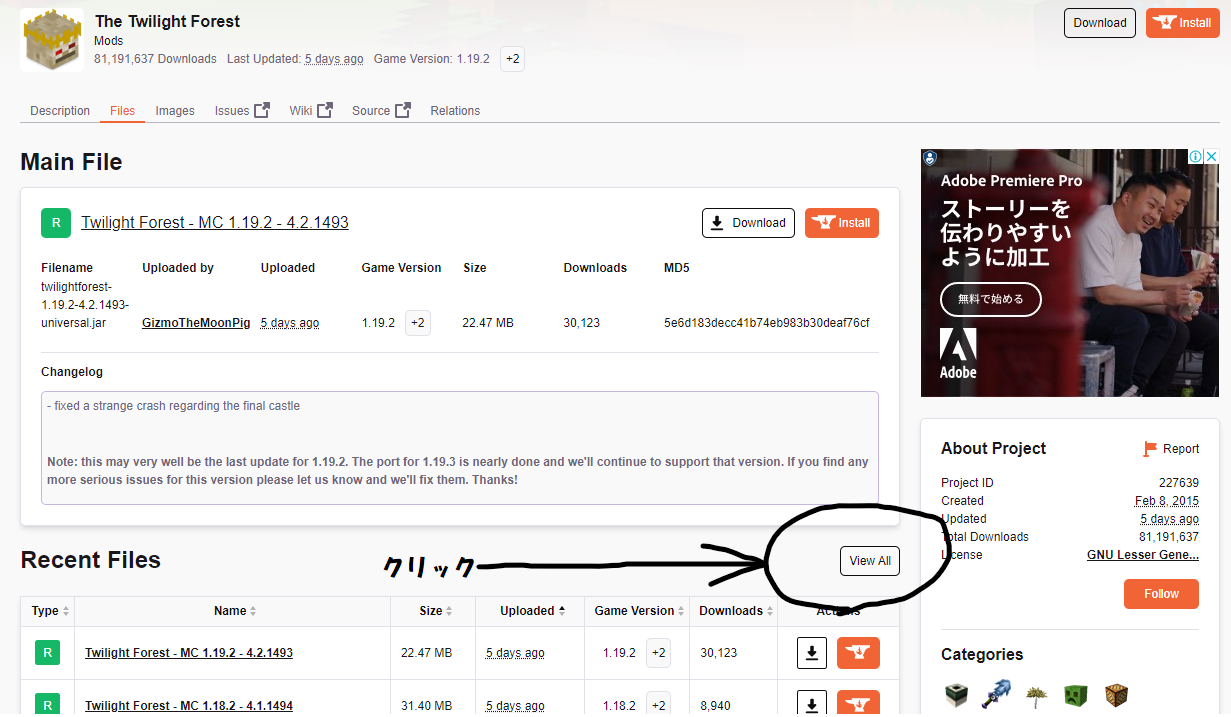 The Twilight Forest
Mods
81,191,637 Downloads Last Updated: 5 days ago Game Version: 1.19.2 +2
Download Install
Description Files Images Issues Wiki Source Relations
Main File
R Twilight Forest - MC 1.19.2 - 4.2.1493 Download Install
Filename Uploaded by Uploaded Game Version Size Downloads MD5
twilightforest-
1.19.2-4.2.1493-
universal.jar GizmoTheMoonPig 5 days ago 1.19.2 +2 22.47 MB 30,123 5e6d183decc41b74eb983b30deaf76cf
Changelog
- fixed a strange crash regarding the final castle
Note: this may very well be the last update for 1.19.2. The port for 1.19.3 is nearly done and we'll continue to support that version. If you find any
more serious issues for this version please let us know and we'll fix them. Thanks!
Recent Files クリック View All
Type Name Size Uploaded Game Version Downloads Actions
R Twilight Forest - MC 1.19.2 - 4.2.1493 22.47 MB 5 days ago 1.19.2 +2 30,123
R Twilight Forest - MC 1.18.2 - 4.1.1494 31.40 MB 5 days ago 1.18.2 +2 8,940
Adobe Premiere Pro
ストーリーを
伝わりやすい
ように加工
無料で始める
Adobe
About Project Report
Project ID 227639
Created Feb 8, 2015
Updated 5 days ago
Total Downloads 81,191,637
License GNU Lesser Gene...
Follow
Categories